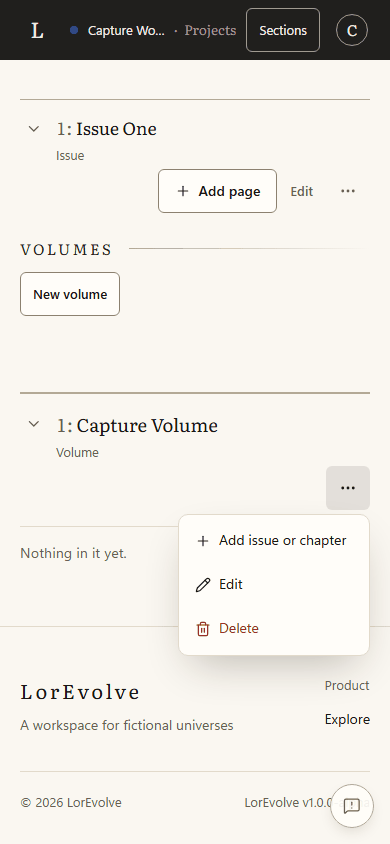 L
Capture Wo... · Projects
Sections
C
1: Issue One
Issue
Add page
Edit
VOLUMES
New volume
1: Capture Volume
Volume
Nothing in it yet.
Add issue or chapter
Edit
Delete
LorEvolve
A workspace for fictional universes
Product
Explore
© 2026 LorEvolve
LorEvolve v1.0.0